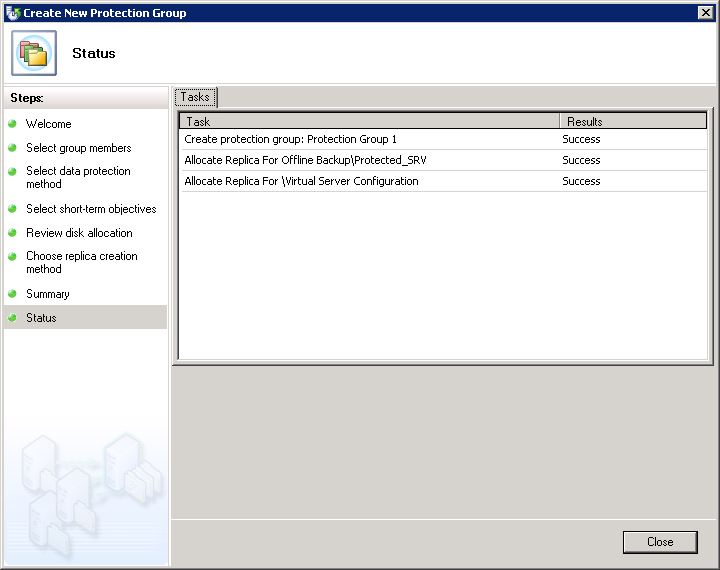 Create New Protection Group
Status
Steps:
Welcome
Select group members
Select data protection
method
Select short-term objectives
Review disk allocation
Choose replica creation
method
Summary
Status
Tasks
Task Results
Create protection group: Protection Group 1 Success
Allocate Replica For Offline Backup\Protected_SRV Success
Allocate Replica For \Virtual Server Configuration Success
Close